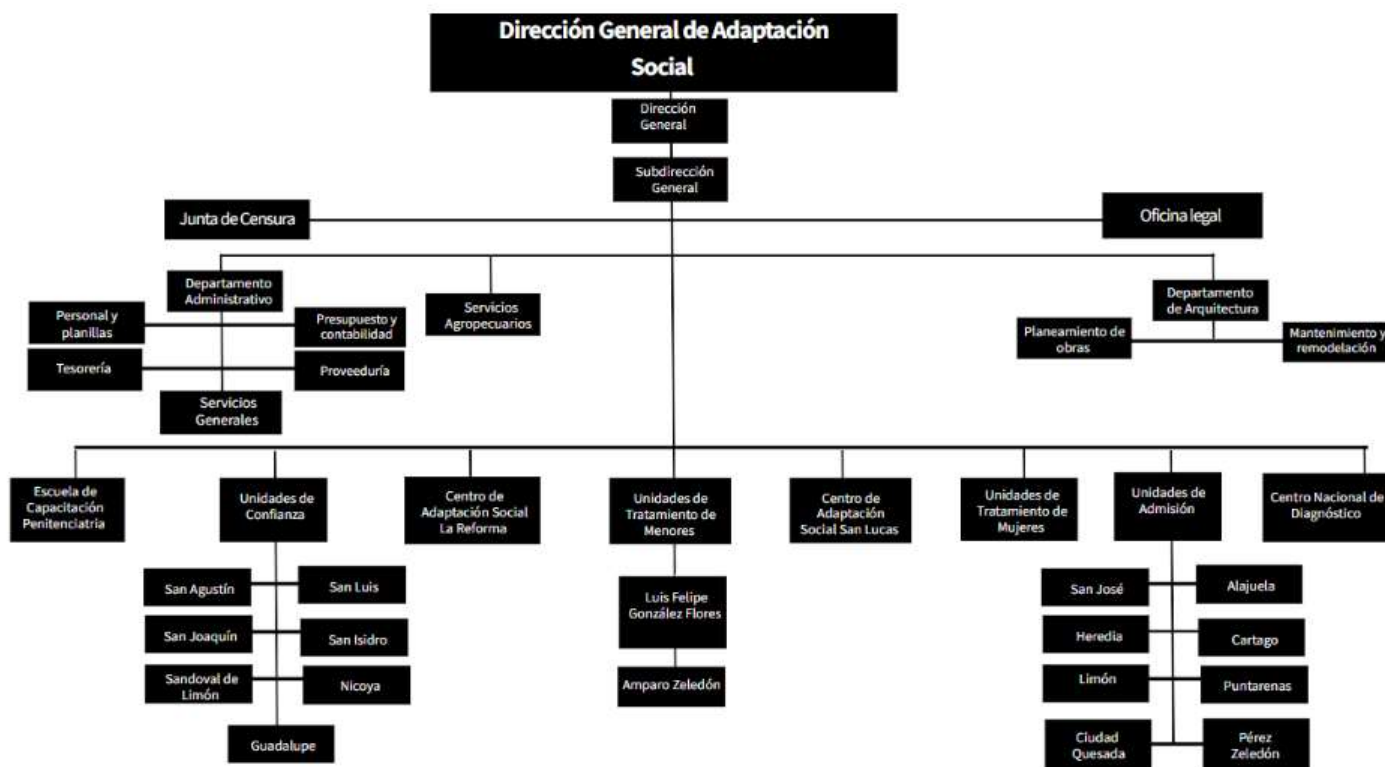 Dirección General de Adaptación
Social
Dirección
General
Subdirección
General
Junta de Censura
Oficina legal
Departamento
Administrativo
Servicios
Agropecuarios
Departamento
de Arquitectura
Personal y
planillas
Presupuesto y
contabilidad
Planeamiento de
obras
Mantenimiento y
remodelación
Tesorería
Proveeduría
Servicios
Generales
Escuela de
Capacitación
Penitenciatria
Unidades de
Confianza
Centro de
Adaptación Social
La Reforma
Unidades de
Tratamiento de
Menores
Centro de
Adaptación
Social San Lucas
Unidades de
Tratamiento de
Mujeres
Unidades de
Admisión
Centro Nacional de
Diagnóstico
San Agustín
San Luis
San Joaquín
San Isidro
Sandoval de
Limón
Nicoya
Guadalupe
Luis Felipe
González Flores
Amparo Zeledón
San José
Alajuela
Heredia
Cartago
Limón
Puntarenas
Ciudad
Quesada
Pérez
Zeledón